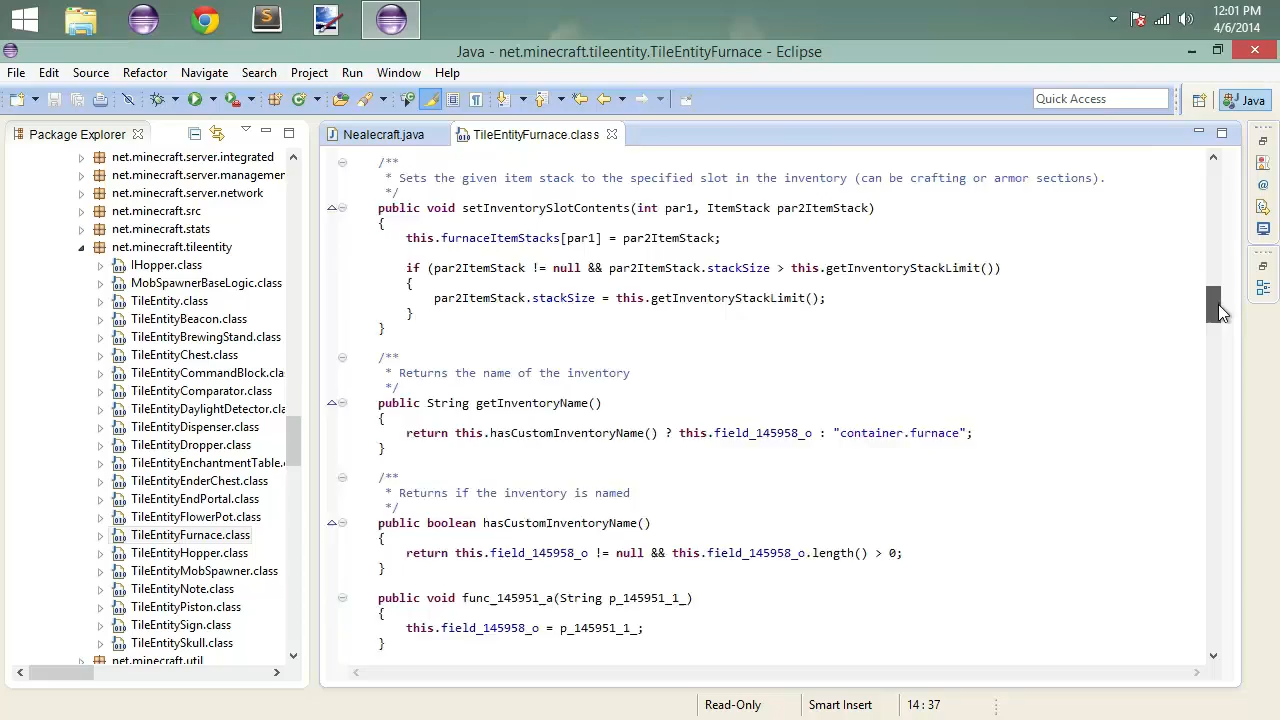 12:01 PM
4/6/2014
Java - net.minecraft.tileentity.TileEntityFurnace - Eclipse
File Edit Source Refactor Navigate Search Project Run Window Help
Quick Access
Java
Package Explorer
net.minecraft.server.integrated
net.minecraft.server.managemen
net.minecraft.server.network
net.minecraft.src
net.minecraft.stats
net.minecraft.tileentity
IHopper.class
MobSpawnerBaseLogic.class
TileEntity.class
TileEntityBeacon.class
TileEntityBrewingStand.class
TileEntityChest.class
TileEntityCommandBlock.cla
TileEntityComparator.class
TileEntityDaylightDetector.cla
TileEntityDispenser.class
TileEntityDropper.class
TileEntityEnchantmentTable.c
TileEntityEnderChest.class
TileEntityEndPortal.class
TileEntityFlowerPot.class
TileEntityFurnace.class
TileEntityHopper.class
TileEntityMobSpawner.class
TileEntityNote.class
TileEntityPiston.class
TileEntitySign.class
TileEntitySkull.class
net.minecraft.util
Nealecraft.java
TileEntityFurnace.class
/**
* Sets the given item stack to the specified slot in the inventory (can be crafting or armor sections).
*/
public void setInventorySlotContents(int par1, ItemStack par2ItemStack)
{
this.furnaceItemStacks[par1] = par2ItemStack;
if (par2ItemStack != null && par2ItemStack.stackSize > this.getInventoryStackLimit())
{
par2ItemStack.stackSize = this.getInventoryStackLimit();
}
}
/**
* Returns the name of the inventory
*/
public String getInventoryName()
{
return this.hasCustomInventoryName() ? this.field_145958_o : "container.furnace";
}
/**
* Returns if the inventory is named
*/
public boolean hasCustomInventoryName()
{
return this.field_145958_o != null && this.field_145958_o.length() > 0;
}
public void func_145951_a(String p_145951_1_)
{
this.field_145958_o = p_145951_1_;
}
Read-Only
Smart Insert
14 : 37